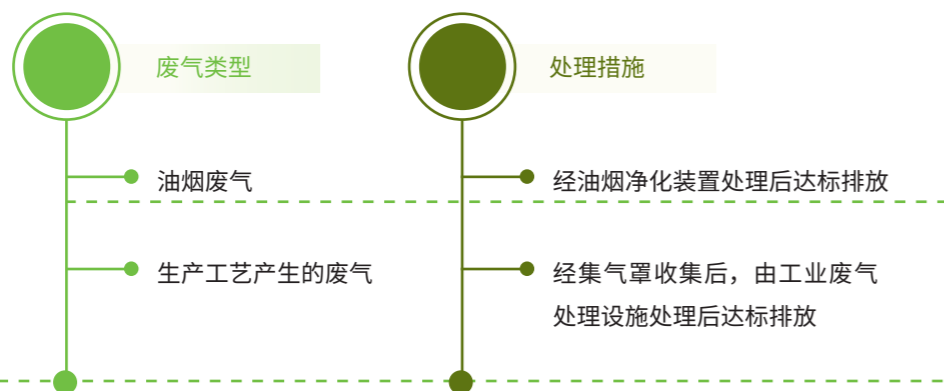 废气类型
处理措施
油烟废气
经油烟净化装置处理后达标排放
生产工艺产生的废气
经集气罩收集后，由工业废气
处理设施处理后达标排放